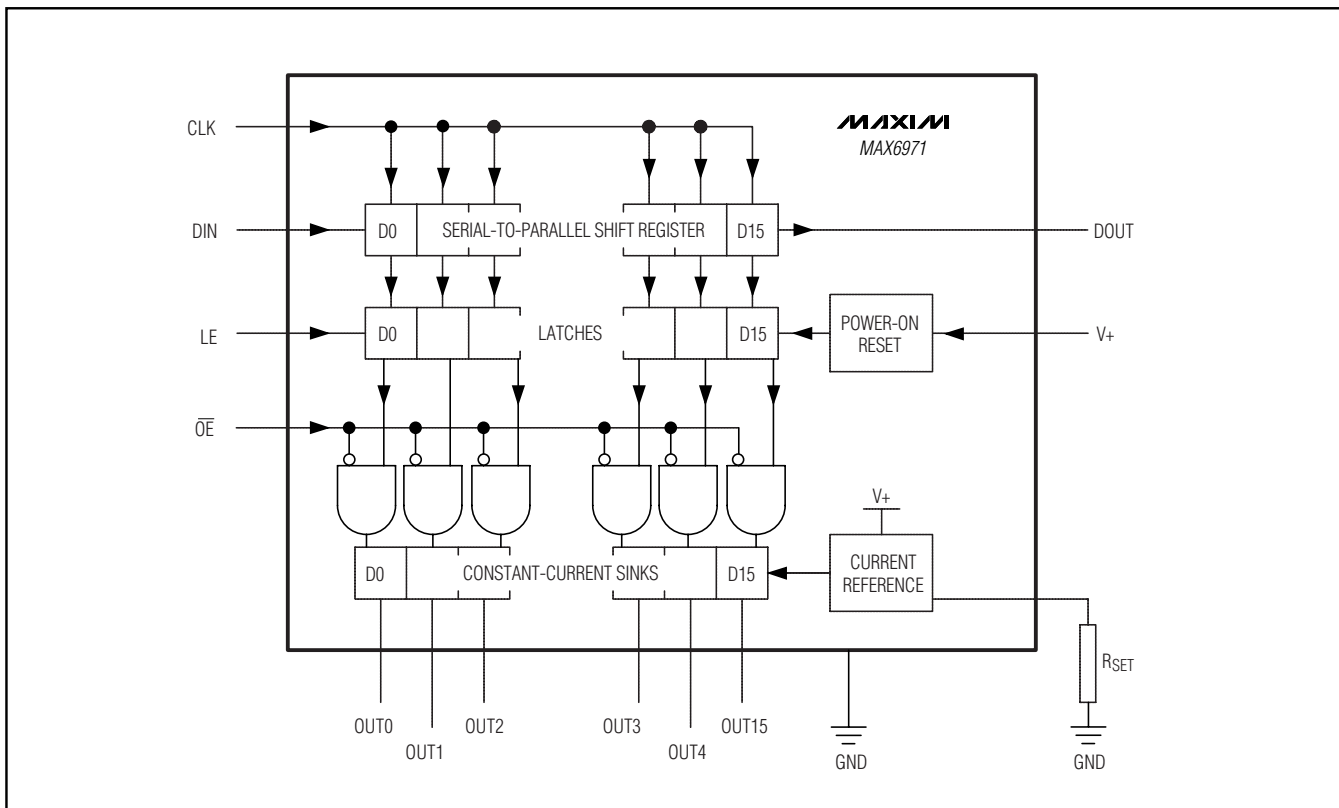 CLK
MAXIM
MAX6971
DIN
D0
SERIAL-TO-PARALLEL SHIFT REGISTER
D15
DOUT
LE
D0
LATCHES
D15
POWER-ON
RESET
V+
OE
V+
D0
CONSTANT-CURRENT SINKS
D15
CURRENT
REFERENCE
RSET
OUT0
OUT2
OUT3
OUT15
OUT1
OUT4
GND
GND